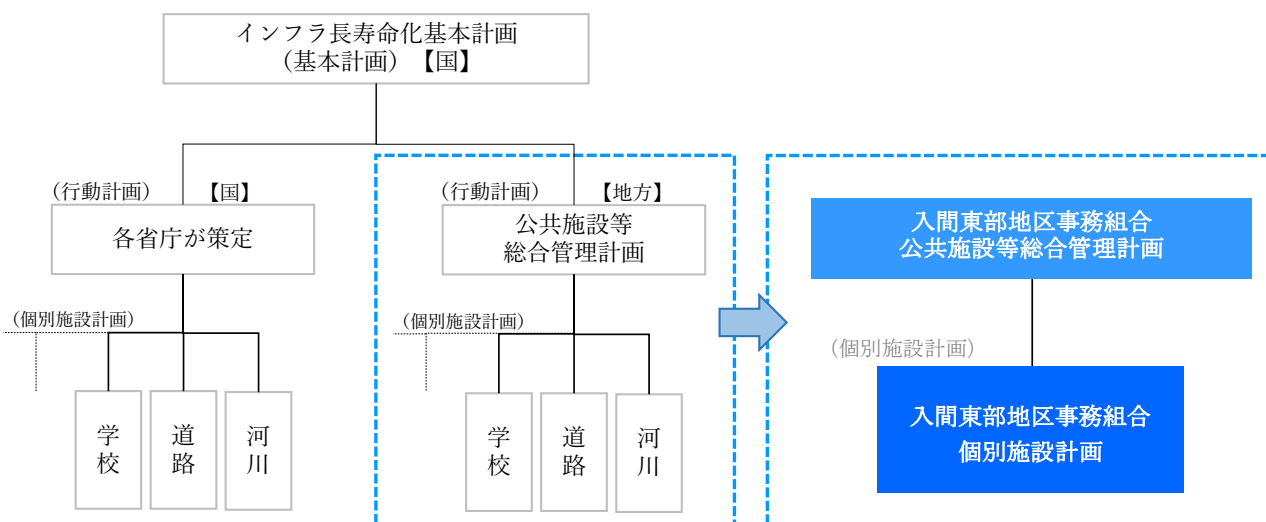 インフラ長寿命化基本計画
(基本計画)【国】
(行動計画)
【国】
各省庁が策定
(個別施設計画)
学校
道路
河川
(行動計画)
【地方】
公共施設等
総合管理計画
(個別施設計画)
学校
道路
河川
入間東部地区事務組合
公共施設等総合管理計画
(個別施設計画)
入間東部地区事務組合
個別施設計画